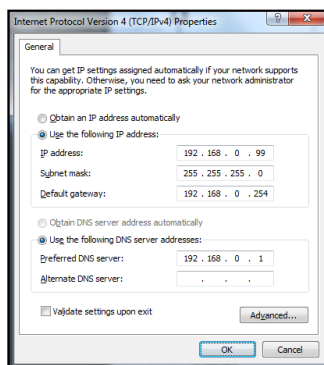 Internet Protocol Version 4 (TCP/IPv4) Properties
General
You can get IP settings assigned automatically if your network supports
this capability. Otherwise, you need to ask your network administrator
for the appropriate IP settings.
Obtain an IP address automatically
Use the following IP address:
IP address: 192 . 168 . 0 . 99
Subnet mask: 255 . 255 . 255 . 0
Default gateway: 192 . 168 . 0 . 254
Obtain DNS server address automatically
Use the following DNS server addresses:
Preferred DNS server: 192 . 168 . 0 . 1
Alternate DNS server: . . .
Validate settings upon exit
Advanced...
OK Cancel